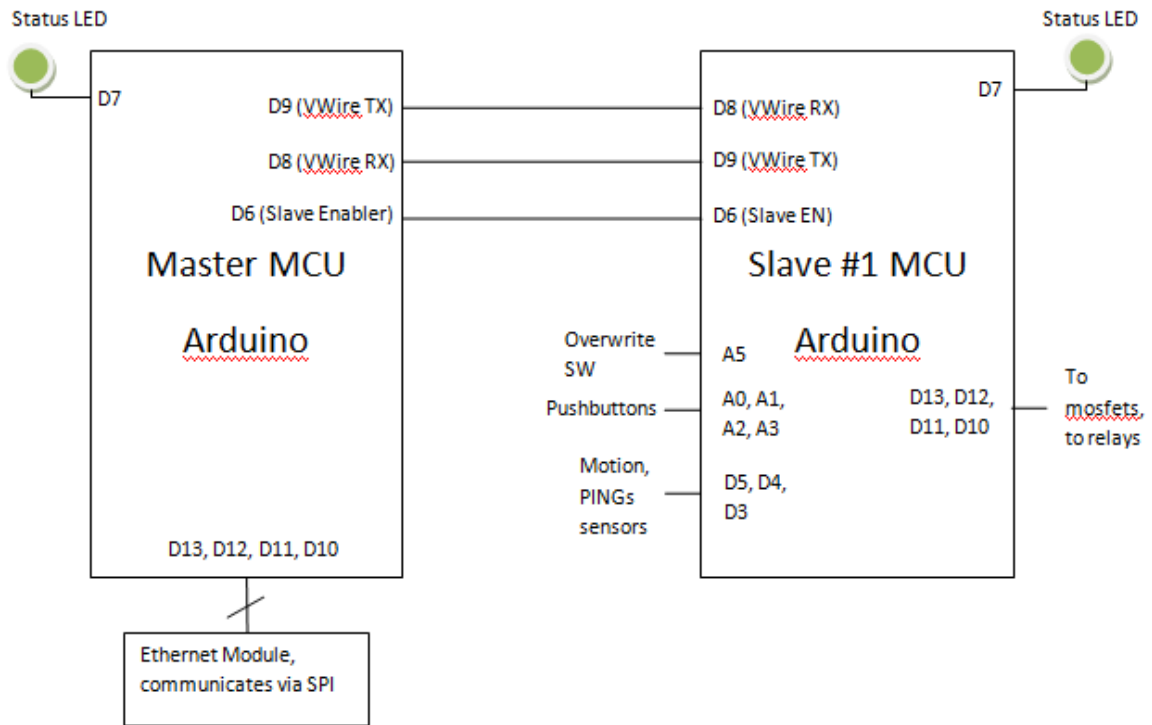 Status LED
Status LED
D7
D9 (VWire TX)
D8 (VWire RX)
D6 (Slave Enabler)
Master MCU
Arduino
D13, D12, D11, D10
Ethernet Module,
communicates via SPI
D7
D8 (VWire RX)
D9 (VWire TX)
D6 (Slave EN)
Slave #1 MCU
Arduino
Overwrite
SW
A5
Pushbuttons
A0, A1,
A2, A3
Motion,
PINGs
sensors
D5, D4,
D3
D13, D12,
D11, D10
To
mosfets,
to relays